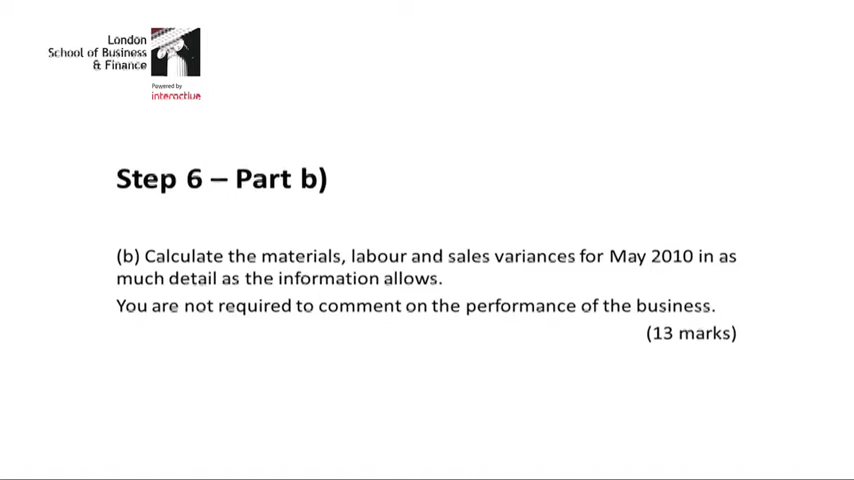 London
School of Business
& Finance
Powered by
interactive
Step 6 – Part b)
(b) Calculate the materials, labour and sales variances for May 2010 in as
much detail as the information allows.
You are not required to comment on the performance of the business.
(13 marks)